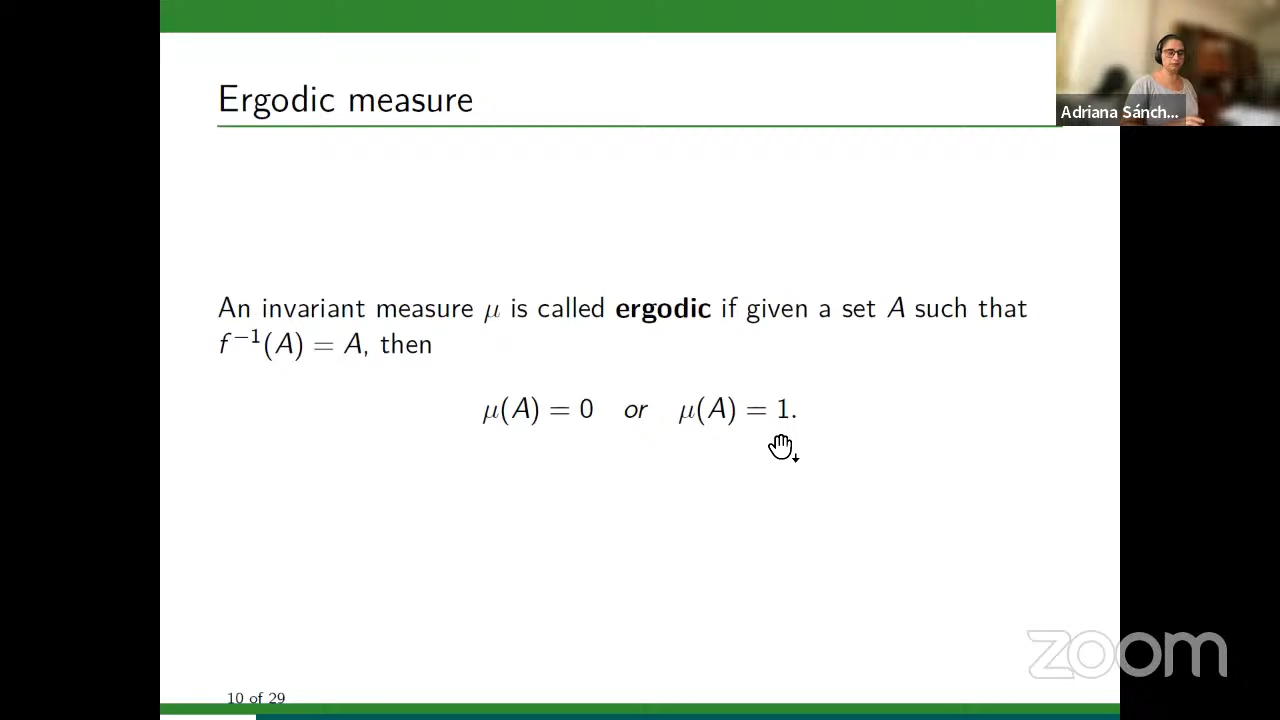 Ergodic measure
Adriana Sánch...
An invariant measure μ is called ergodic if given a set A such that
f⁻¹(A) = A, then
μ(A) = 0 or μ(A) = 1.
zoom
10 of 29